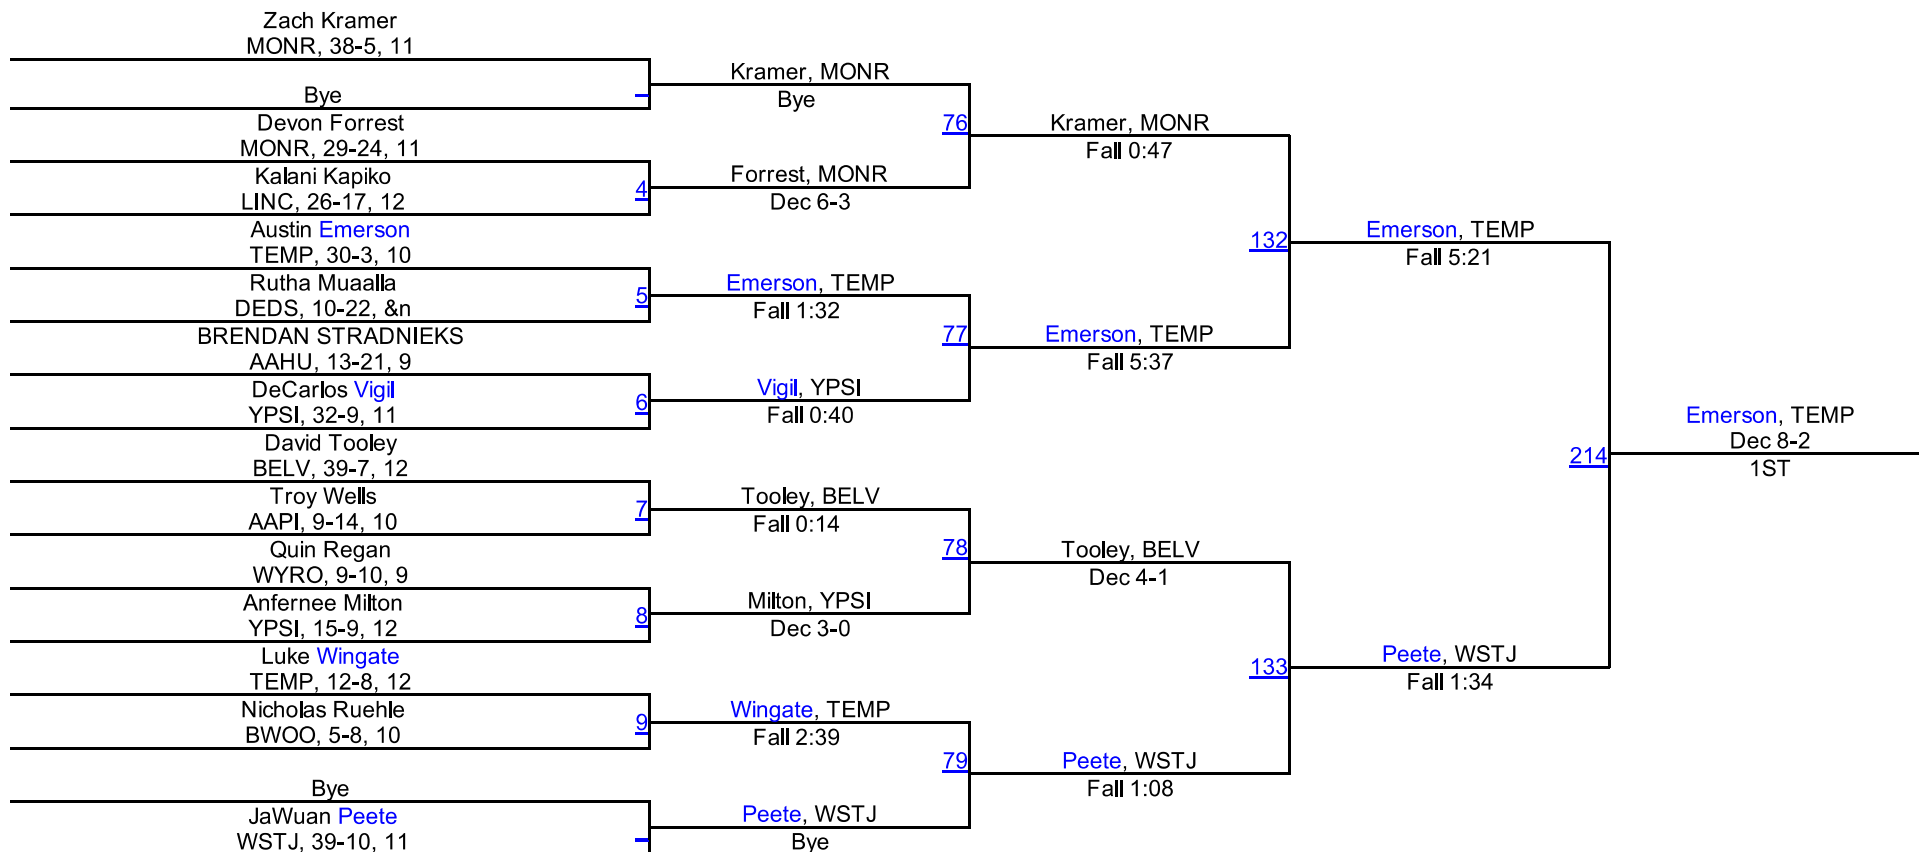 Zach Kramer
MONR, 38-5, 11
Bye
Devon Forrest
MONR, 29-24, 11
Kalani Kapiko
LINC, 26-17, 12
Austin Emerson
TEMP, 30-3, 10
Rutha Muaalla
DEDS, 10-22, &n
BRENDAN STRADNIEKS
AAHU, 13-21, 9
DeCarlos Vigil
YPSI, 32-9, 11
David Tooley
BELV, 39-7, 12
Troy Wells
AAPI, 9-14, 10
Quin Regan
WYRO, 9-10, 9
Anfernee Milton
YPSI, 15-9, 12
Luke Wingate
TEMP, 12-8, 12
Nicholas Ruehle
BWOO, 5-8, 10
Bye
JaWuan Peete
WSTJ, 39-10, 11
4
5
6
7
8
9
Kramer, MONR
Bye
Forrest, MONR
Dec 6-3
Emerson, TEMP
Fall 1:32
Vigil, YPSI
Fall 0:40
Tooley, BELV
Fall 0:14
Milton, YPSI
Dec 3-0
Wingate, TEMP
Fall 2:39
Peete, WSTJ
Bye
76
77
78
79
Kramer, MONR
Fall 0:47
Emerson, TEMP
Fall 5:37
Tooley, BELV
Dec 4-1
Peete, WSTJ
Fall 1:08
132
133
Emerson, TEMP
Fall 5:21
Peete, WSTJ
Fall 1:34
214
Emerson, TEMP
Dec 8-2
1ST